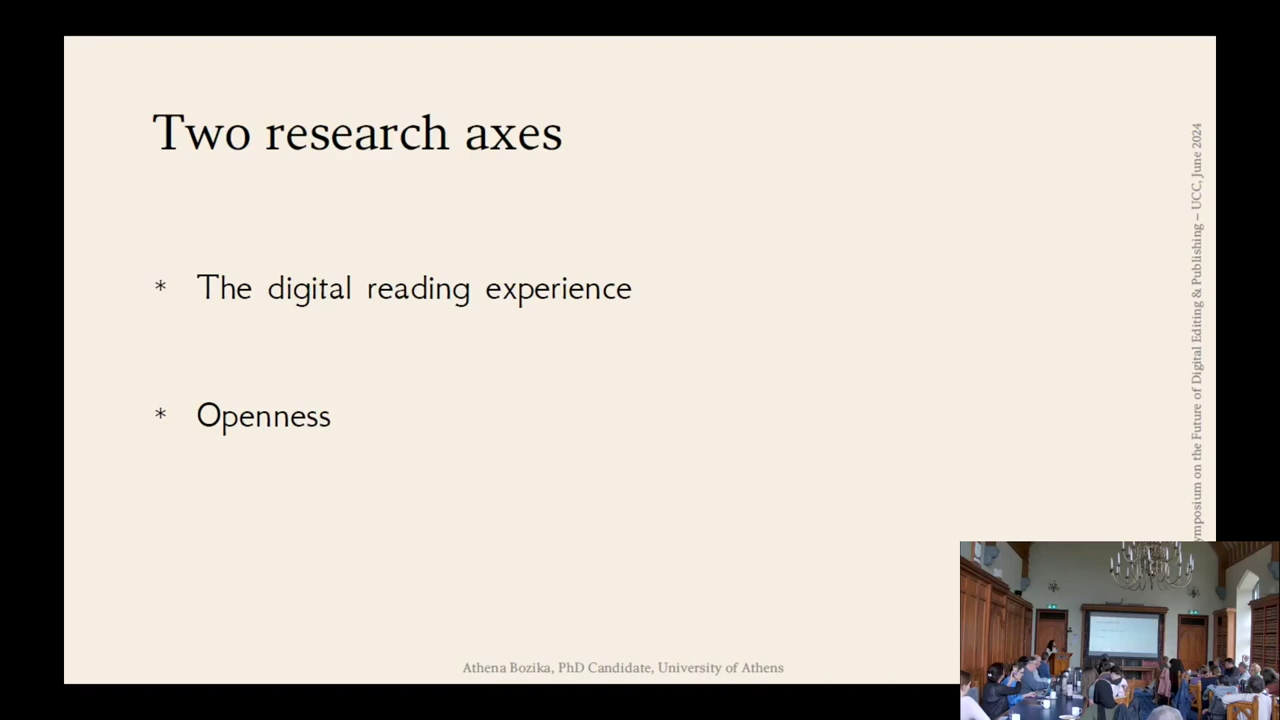 Two research axes
* The digital reading experience
* Openness
Athena Bozika, PhD Candidate, University of Athens
on the Future of Digital Editing & Publishing – UCC, June 2024